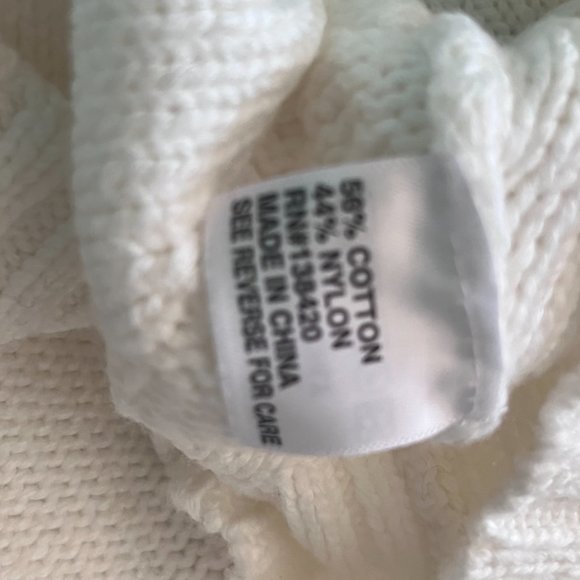 56% COTTON
44% NYLON
RN#138420
MADE IN CHINA
SEE REVERSE FOR CARE